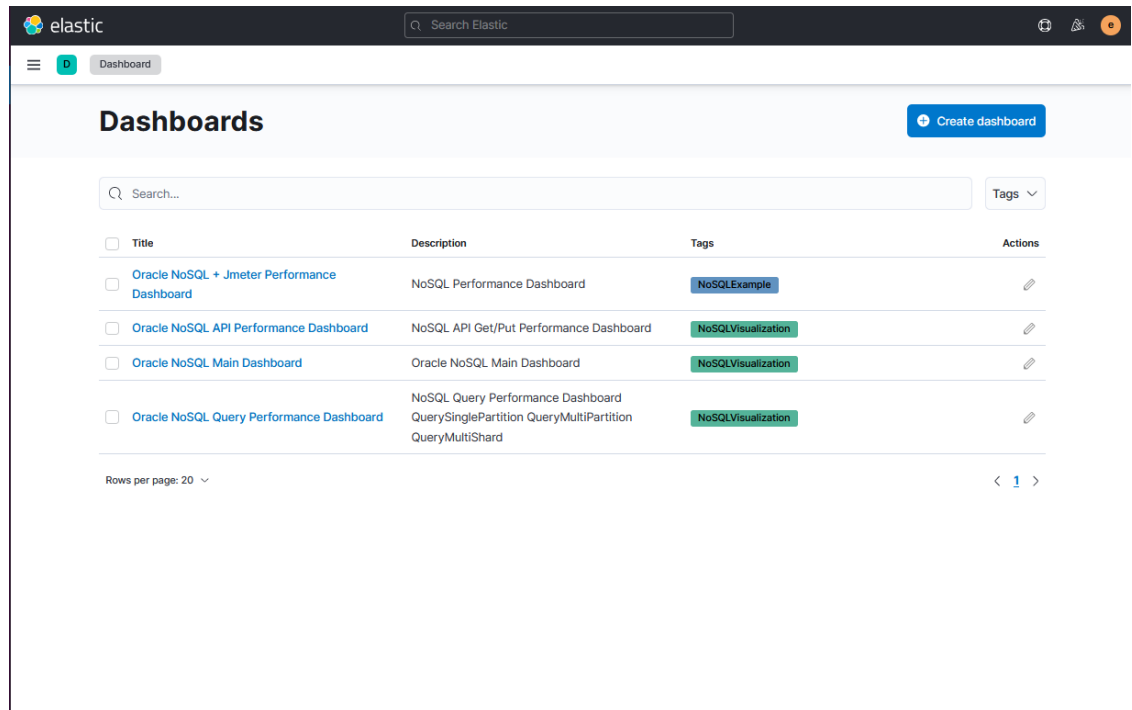 elastic
Search Elastic
e
D
Dashboard
Dashboards
Create dashboard
Search...
Tags
Title
Description
Tags
Actions
Oracle NoSQL + Jmeter Performance
Dashboard
NoSQL Performance Dashboard
NoSQLExample
Oracle NoSQL API Performance Dashboard
NoSQL API Get/Put Performance Dashboard
NoSQLVisualization
Oracle NoSQL Main Dashboard
Oracle NoSQL Main Dashboard
NoSQLVisualization
Oracle NoSQL Query Performance Dashboard
NoSQL Query Performance Dashboard
QuerySinglePartition QueryMultiPartition
QueryMultiShard
NoSQLVisualization
Rows per page: 20
1